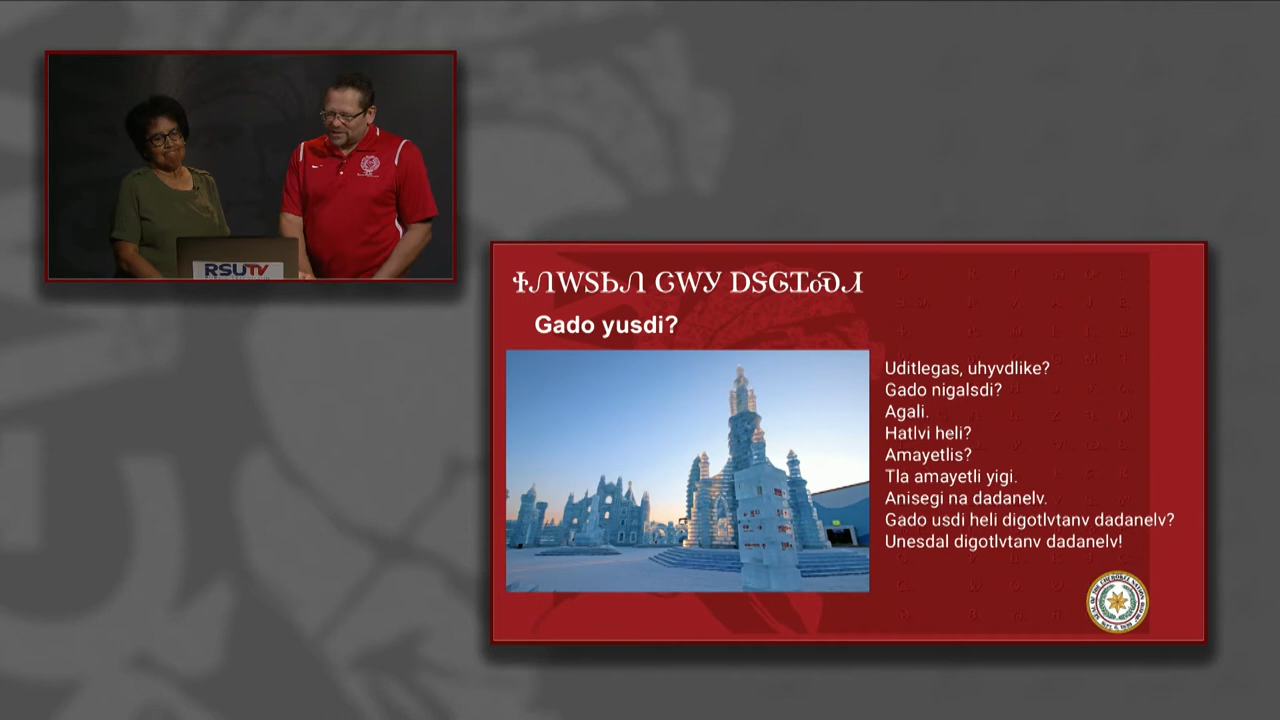 RSUTV
ᏐᏁᎳᏚᏏᏁ ᏣᎳᎩ ᎠᏕᎶᏆᏍᏗ
Gado yusdi?
Uditlegas, uhyvdlike?
Gado nigalsdi?
Agali.
Hatlvi heli?
Amayetlis?
Tla amayetli yigi.
Anisegi na dadanelv.
Gado usdi heli digotlvtanv dadanelv?
Unesdal digotlvtanv dadanelv!